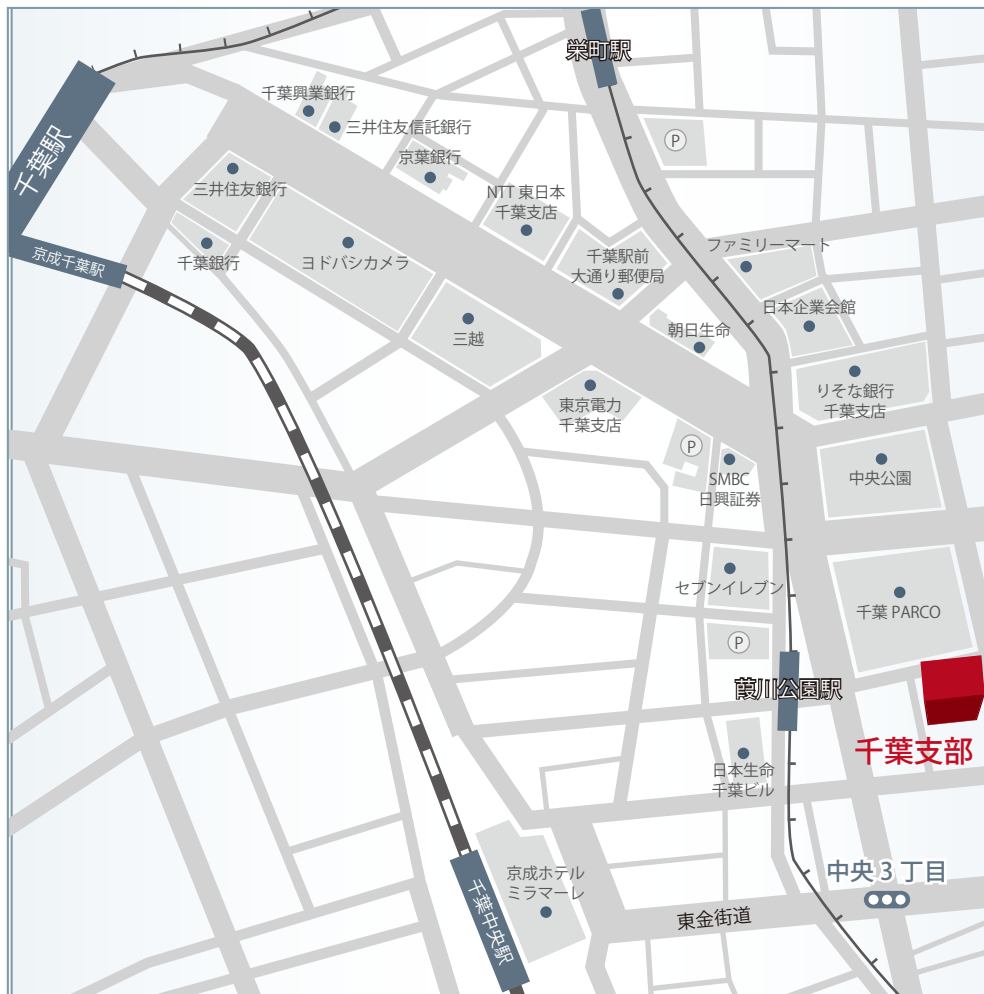 栄町駅
千葉興業銀行
三井住友信託銀行
千葉駅
京葉銀行
P
三井住友銀行
NTT 東日本
千葉支店
京成千葉駅
千葉銀行
ヨドバシカメラ
千葉駅前
大通り郵便局
ファミリーマート
日本企業会館
三越
朝日生命
りそな銀行
千葉支店
東京電力
千葉支店
P
SMBC
日興証券
中央公園
セブンイレブン
千葉 PARCO
P
葭川公園駅
千葉支部
日本生命
千葉ビル
京成ホテル
ミラマーレ
中央 3 丁目
千葉中央駅
東金街道